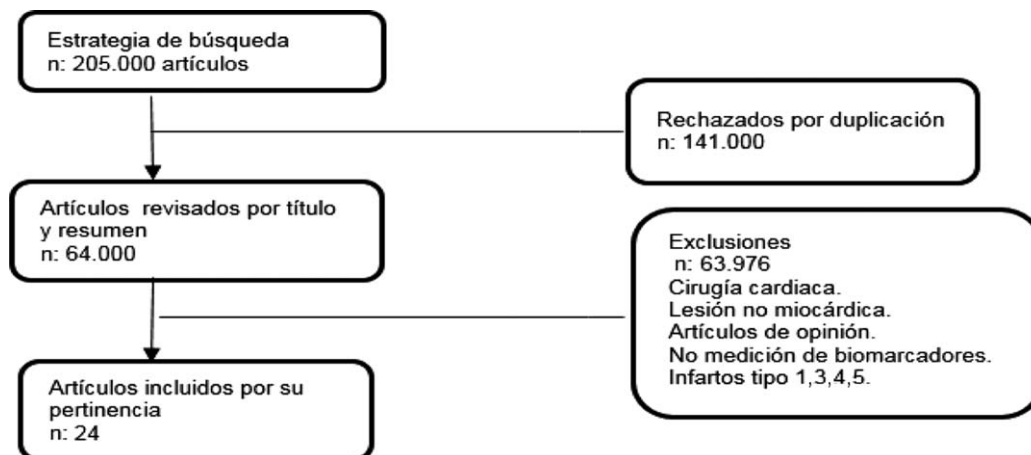 Estrategia de búsqueda
n: 205.000 artículos
Rechazados por duplicación
n: 141.000
Artículos revisados por título
y resumen
n: 64.000
Exclusiones
n: 63.976
Cirugía cardiaca.
Lesión no miocárdica.
Artículos de opinión.
No medición de biomarcadores.
Infartos tipo 1,3,4,5.
Artículos incluidos por su
pertinencia
n: 24